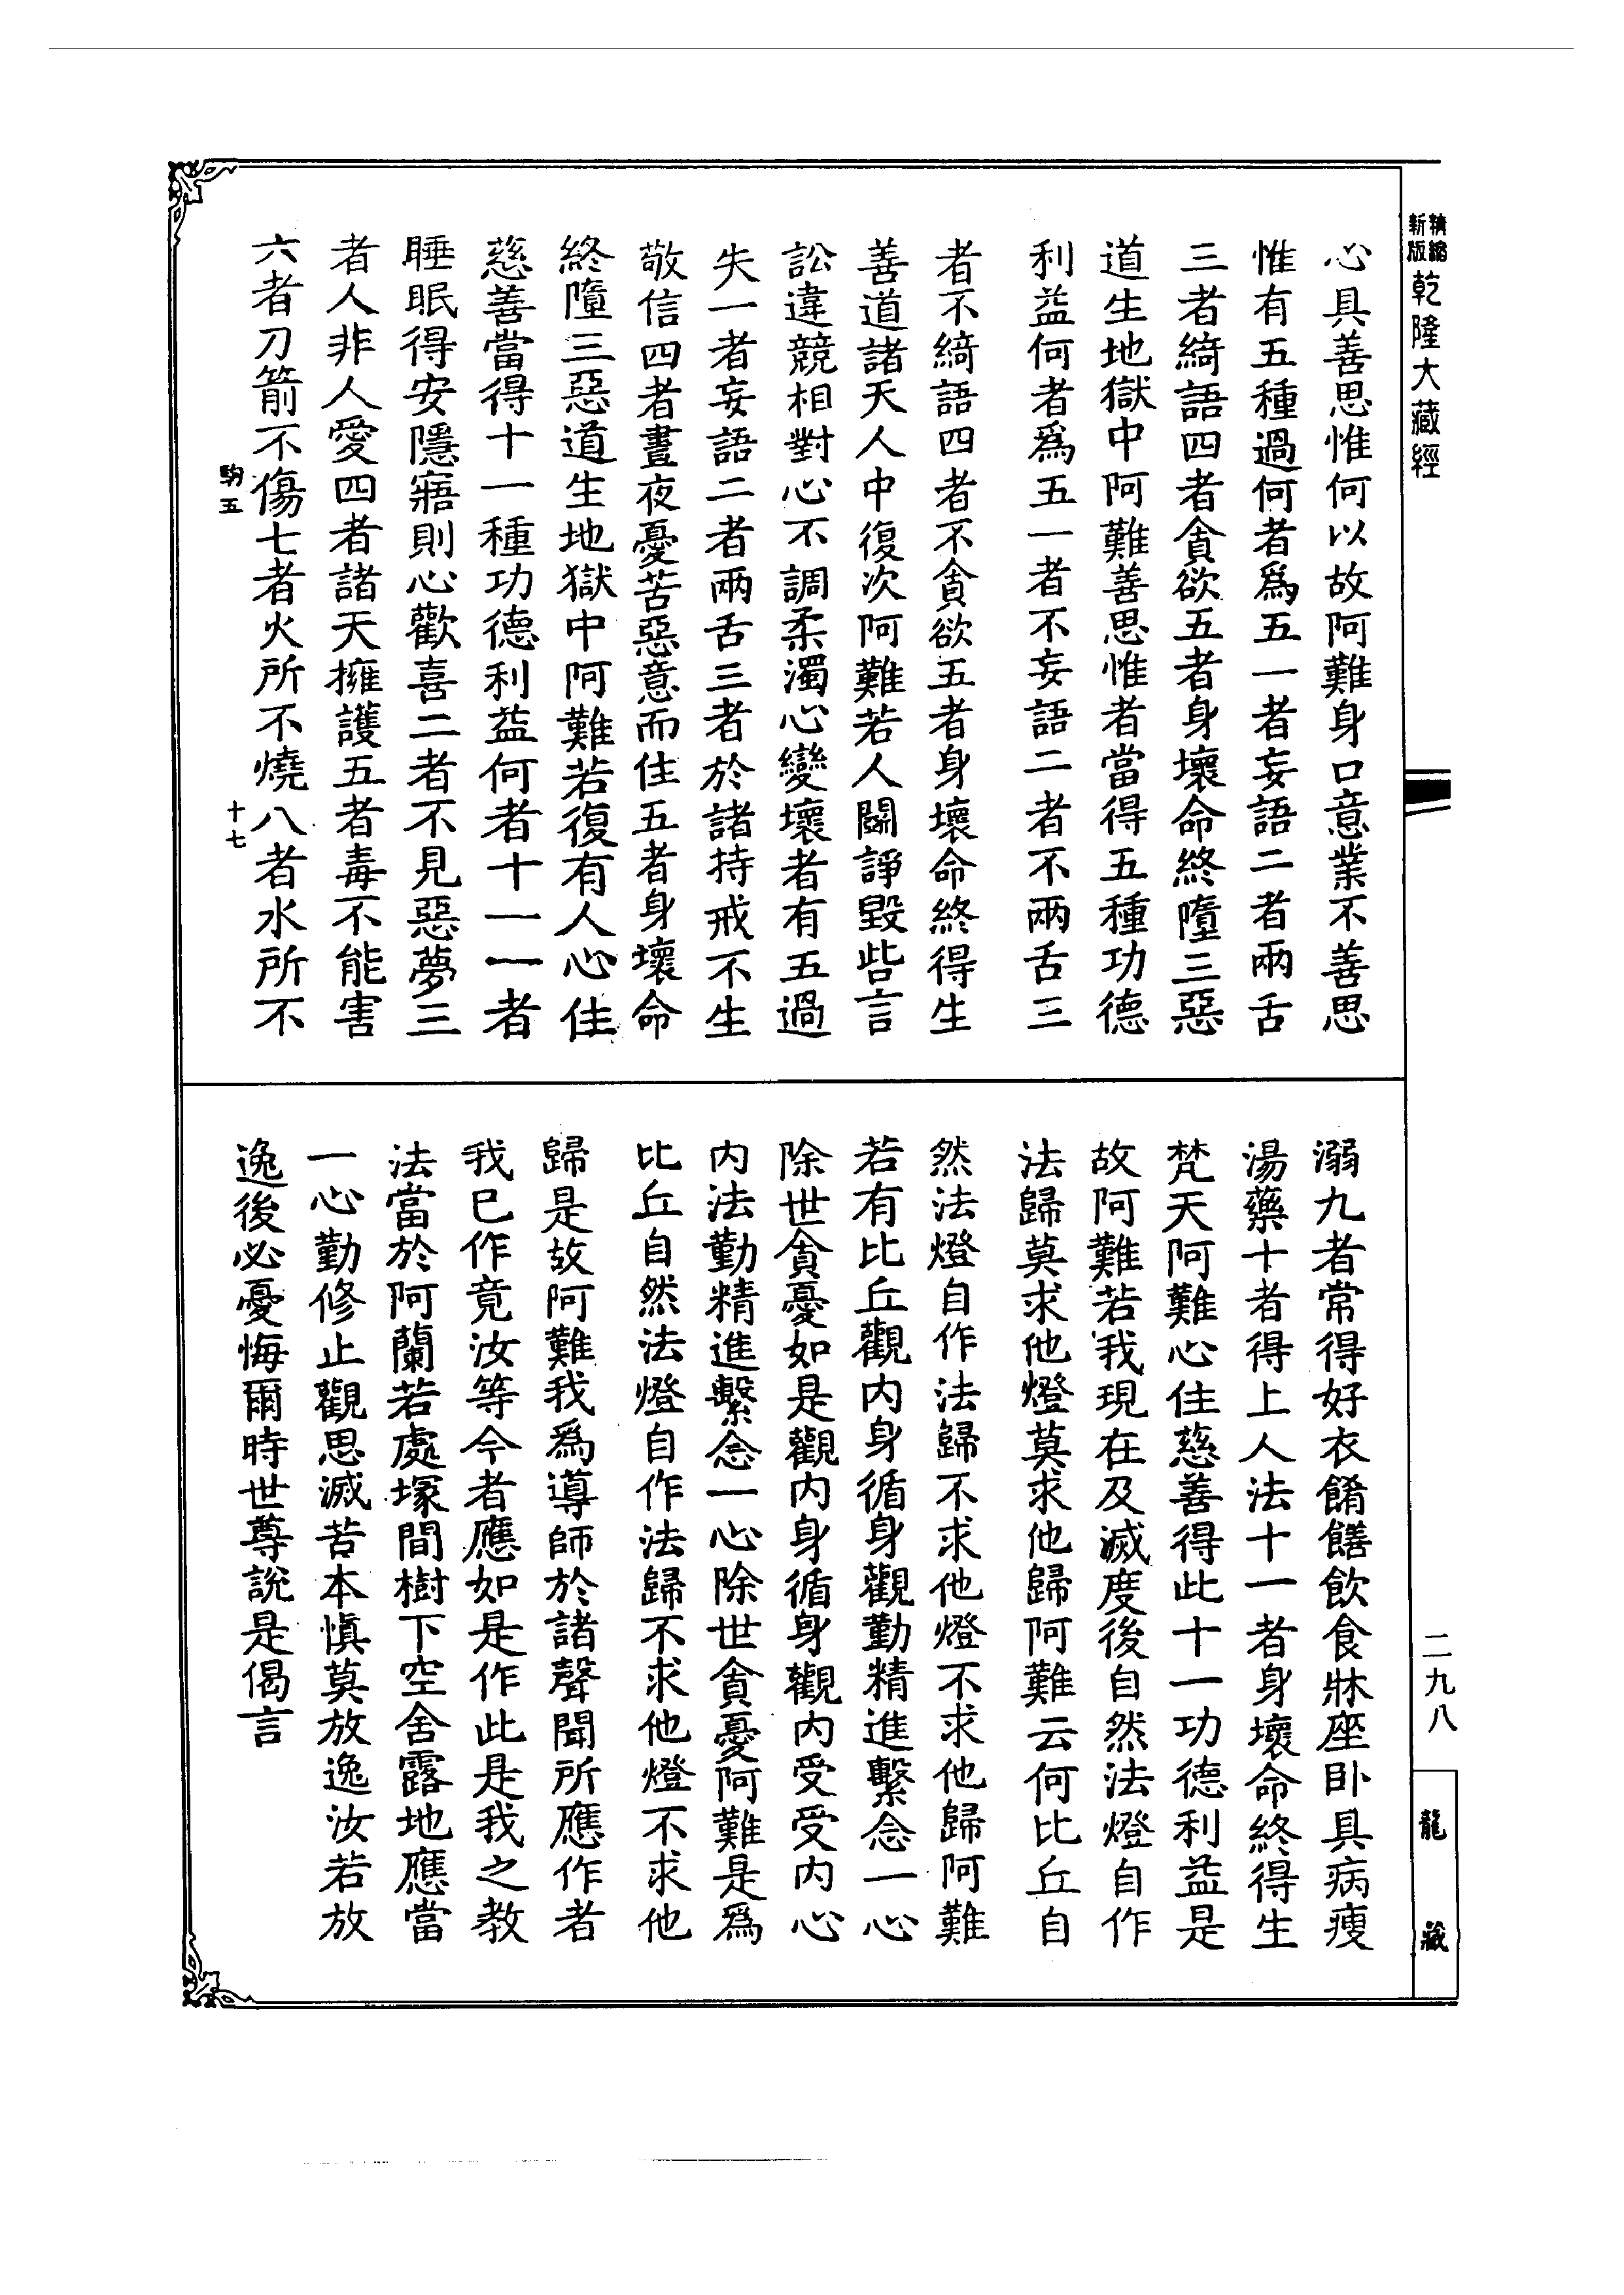 精縮新版乾隆大藏經
心具善思惟何以故阿難身口意業不善思
惟有五種過何者爲五一者妄語二者兩舌
三者綺語四者貪欲五者身壞命終墮三惡
道生地獄中阿難善思惟者當得五種功德
利益何者爲五一者不妄語二者不兩舌三
者不綺語四者不貪欲五者身壞命終得生
善道諸天人中復次阿難若人鬪諍毀呰言
訟違競相對心不調柔濁心變壞者有五過
失一者妄語二者兩舌三者於諸持戒不生
敬信四者晝夜憂苦惡意而住五者身壞命
終墮三惡道生地獄中阿難若復有人心住
慈善當得十一種功德利益何者十一一者
睡眠得安隱寤則心歡喜二者不見惡夢三
者人非人愛四者諸天擁護五者毒不能害
六者刀箭不傷七者火所不燒八者水所不
駒五
十七
溺九者常得好衣餚饍飲食牀座卧具病瘦
湯藥十者得上人法十一者身壞命終得生
梵天阿難心住慈善得此十一功德利益是
故阿難若我現在及滅度後自然法燈自作
法歸莫求他燈莫求他歸阿難云何比丘自
然法燈自作法歸不求他燈不求他歸阿難
若有比丘觀内身循身觀勤精進繫念一心
除世貪憂如是觀内身循身觀内受受内心
内法勤精進繫念一心除世貪憂阿難是爲
比丘自然法燈自作法歸不求他燈不求他
歸是故阿難我爲導師於諸聲聞所應作者
我已作竟汝等今者應如是作此是我之教
法當於阿蘭若處塚間樹下空舍露地應當
一心勤修止觀思滅苦本慎莫放逸汝若放
逸後必憂悔爾時世尊說是偈言
二九八
龍藏